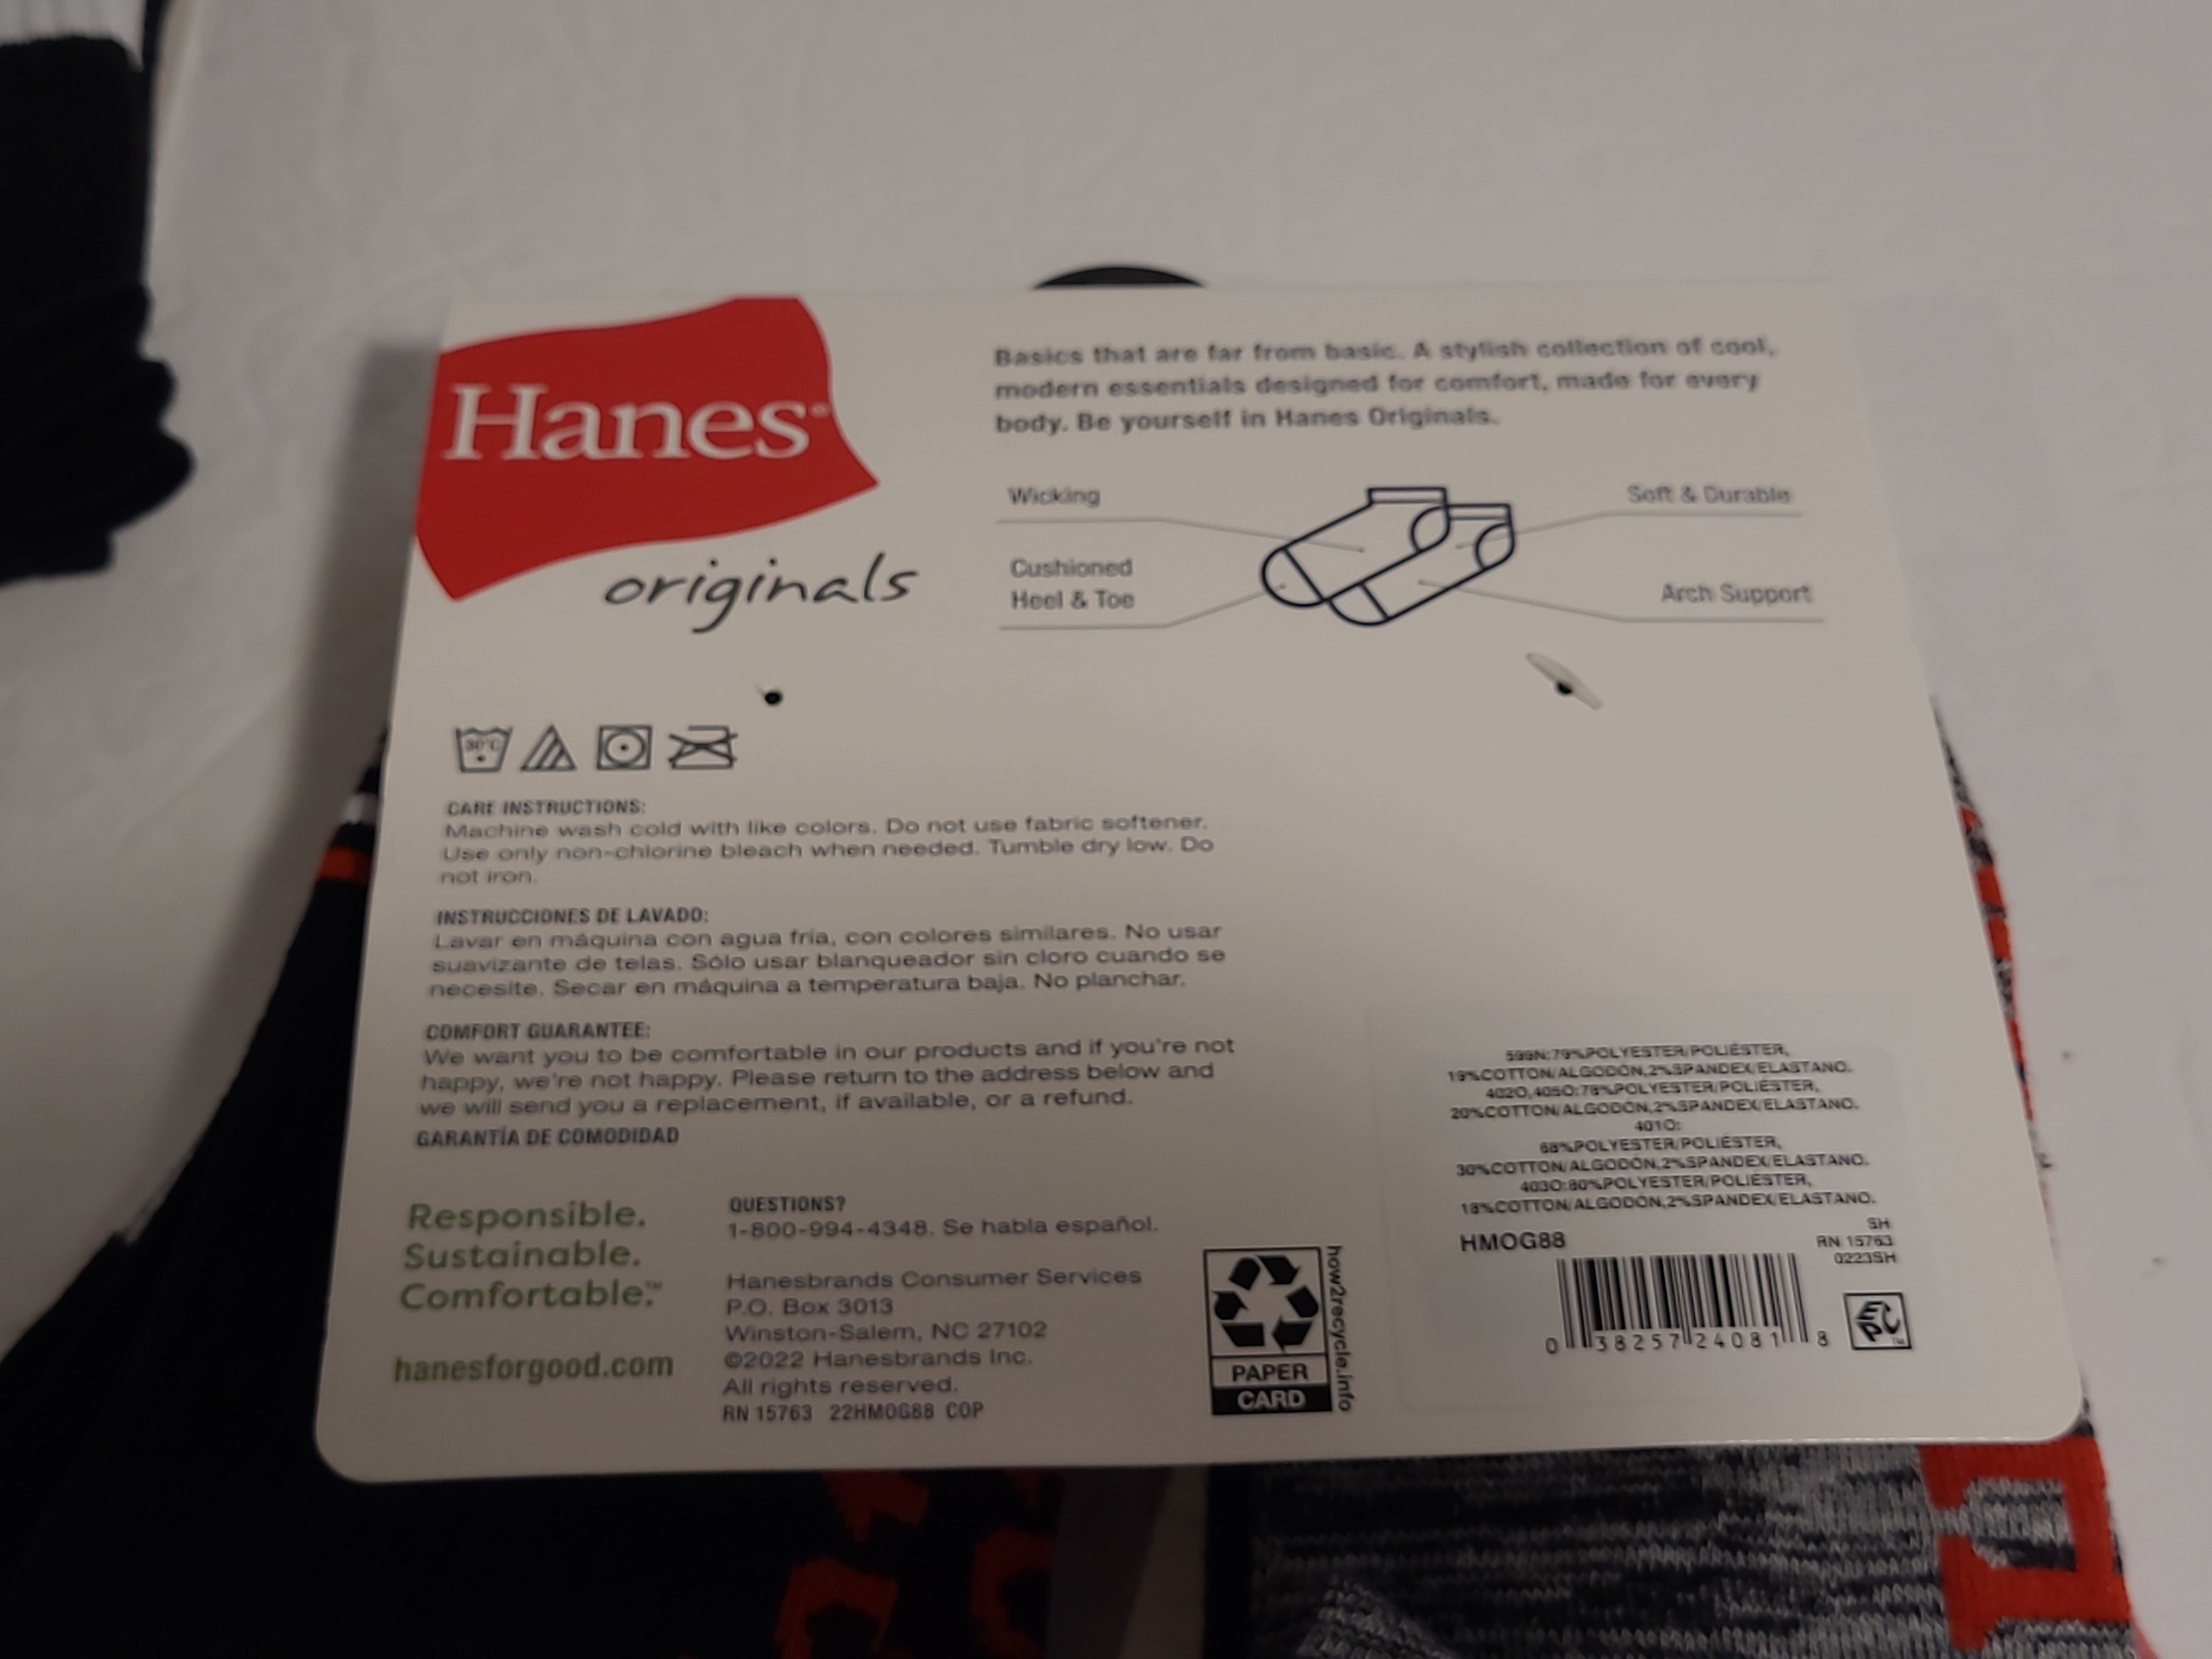 Hanes®
originals
Basics that are far from basic. A stylish collection of cool,
modern essentials designed for comfort, made for every
body. Be yourself in Hanes Originals.
Wicking
Cushioned
Heel & Toe
Soft & Durable
Arch Support
30°C
CARE INSTRUCTIONS:
Machine wash cold with like colors. Do not use fabric softener.
Use only non-chlorine bleach when needed. Tumble dry low. Do
not iron.
INSTRUCCIONES DE LAVADO:
Lavar en máquina con agua fría, con colores similares. No usar
suavizante de telas. Sólo usar blanqueador sin cloro cuando se
necesite. Secar en máquina a temperatura baja. No planchar.
COMFORT GUARANTEE:
We want you to be comfortable in our products and if you're not
happy, we're not happy. Please return to the address below and
we will send you a replacement, if available, or a refund.
GARANTÍA DE COMODIDAD
Responsible.
Sustainable.
Comfortable.™
hanesforgood.com
QUESTIONS?
1-800-994-4348. Se habla español.
Hanesbrands Consumer Services
P.O. Box 3013
Winston-Salem, NC 27102
©2022 Hanesbrands Inc.
All rights reserved.
RN 15763 22HMOG88 COP
how2recycle.info
PAPER
CARD
599N:79%POLYESTER/POLIÉSTER,
19%COTTON/ALGODÓN,2%SPANDEX/ELASTANO.
402O,405O:78%POLYESTER/POLIÉSTER,
20%COTTON/ALGODÓN,2%SPANDEX/ELASTANO.
401O:
68%POLYESTER/POLIÉSTER,
30%COTTON/ALGODÓN,2%SPANDEX/ELASTANO.
403O:80%POLYESTER/POLIÉSTER,
18%COTTON/ALGODÓN,2%SPANDEX/ELASTANO.
HMOG88
SH
RN 15763
0223SH
0 38257 24081 8
EPC™